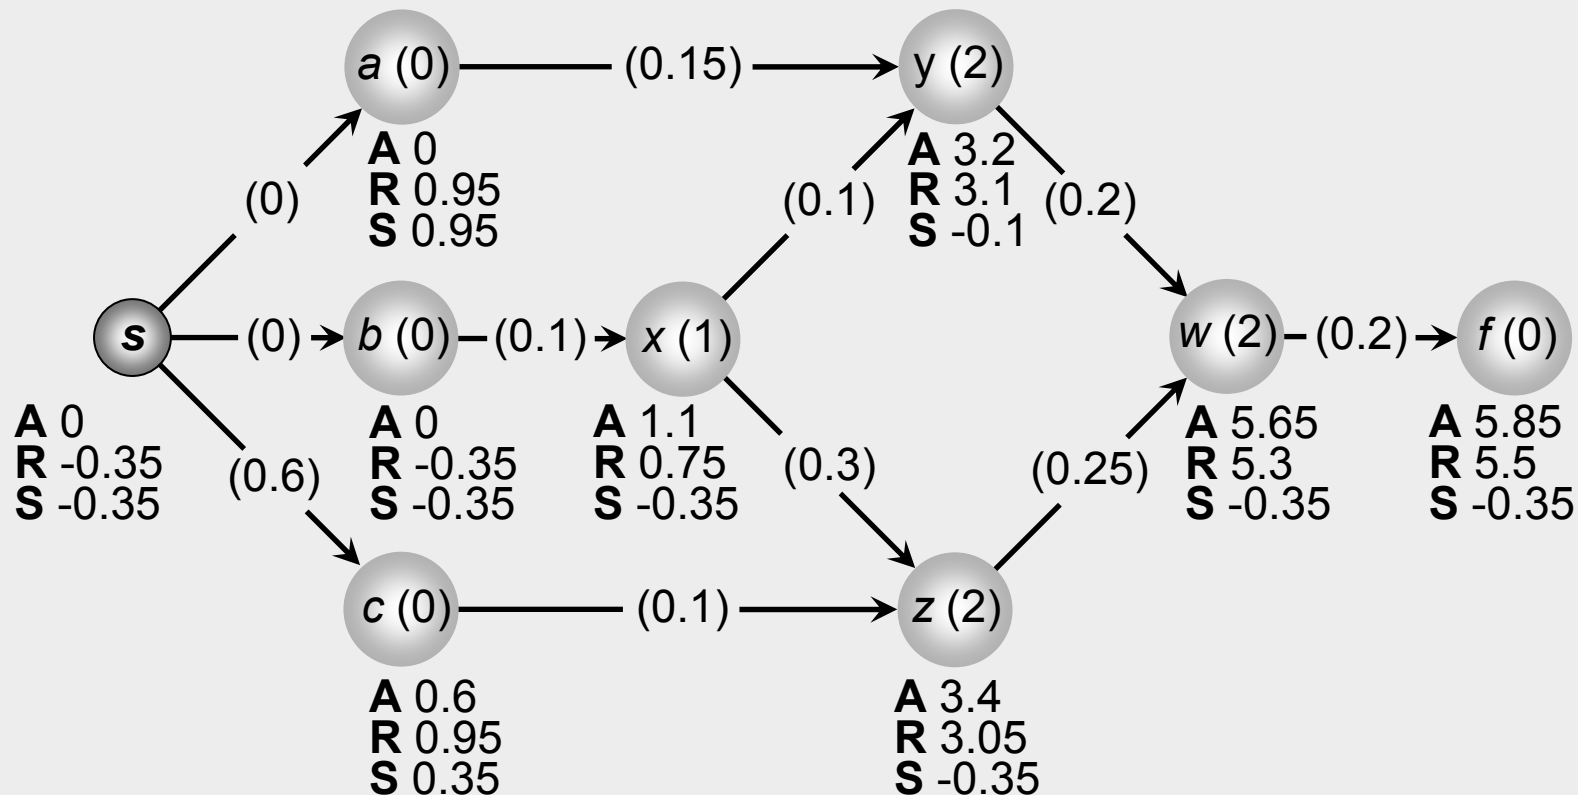 a (0)
(0.15)
y (2)
A 0
R 0.95
S 0.95
(0)
(0.1)
A 3.2
R 3.1
S -0.1
(0.2)
s
(0)
b (0)
(0.1)
x (1)
w (2)
(0.2)
f (0)
A 0
R -0.35
S -0.35
(0.6)
A 0
R -0.35
S -0.35
A 1.1
R 0.75
S -0.35
(0.3)
(0.25)
A 5.65
R 5.3
S -0.35
A 5.85
R 5.5
S -0.35
c (0)
(0.1)
z (2)
A 0.6
R 0.95
S 0.35
A 3.4
R 3.05
S -0.35